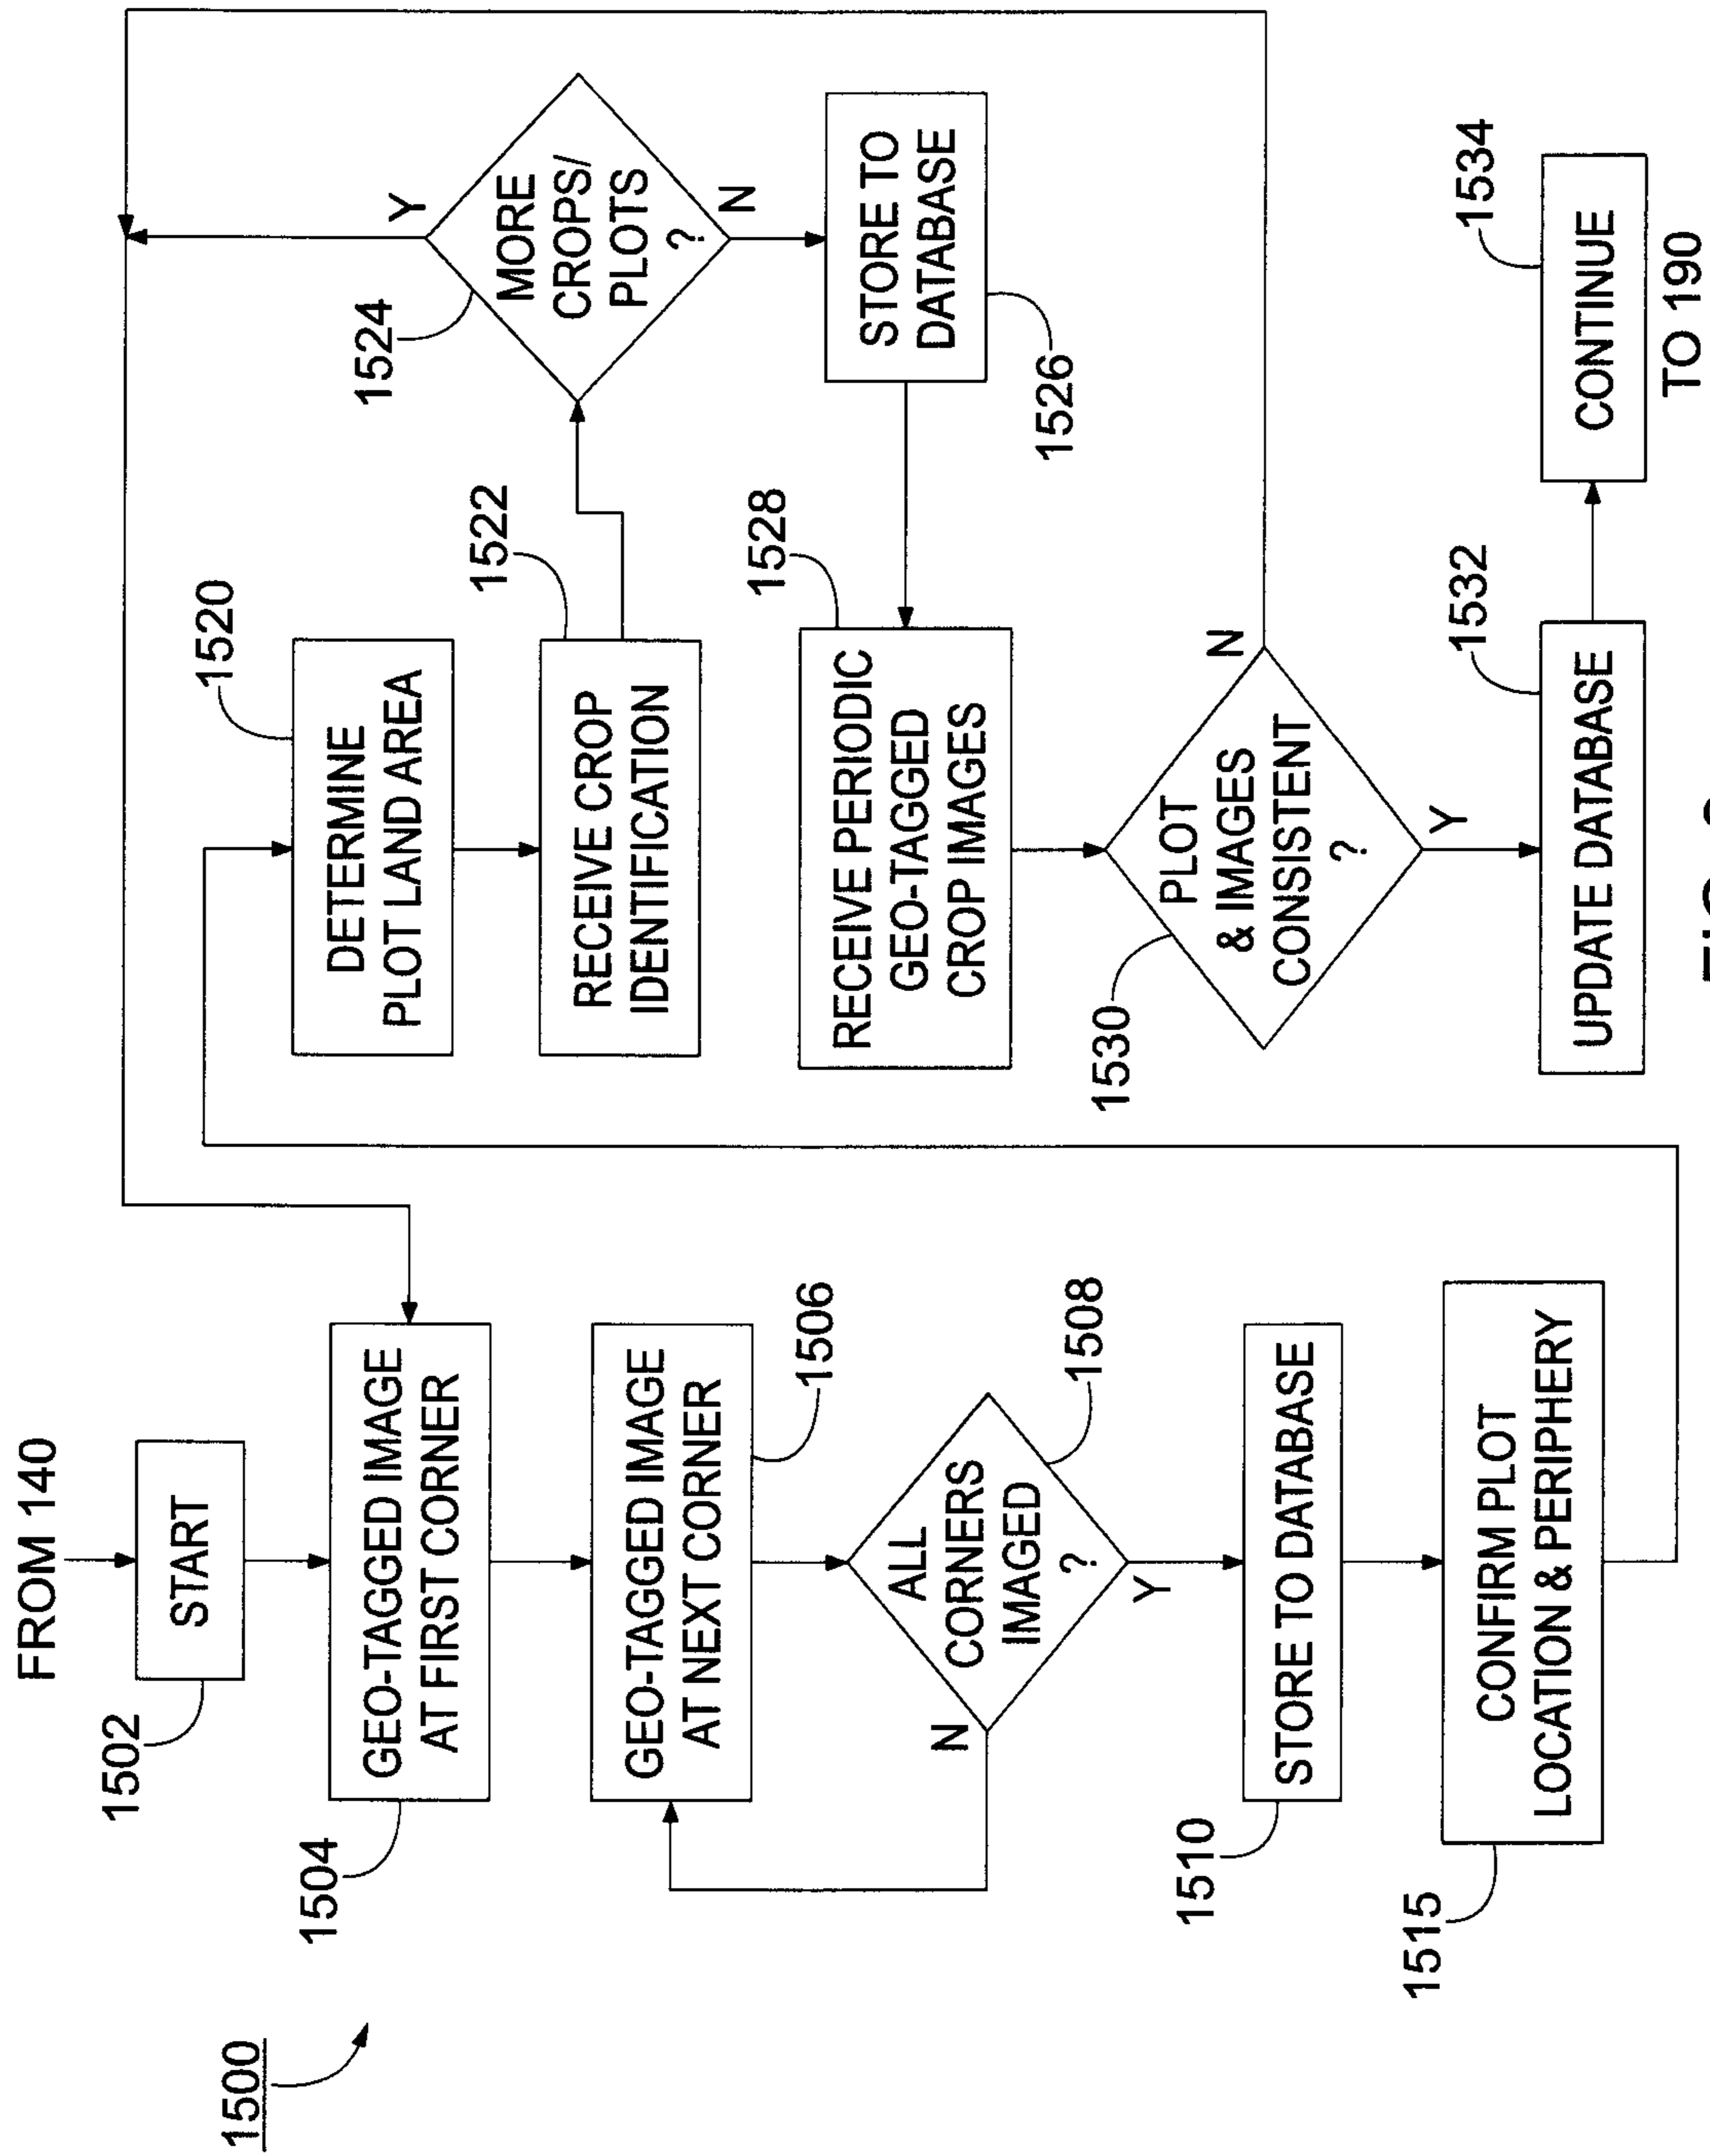 1500
FROM 140
1502
START
1504
GEO-TAGGED IMAGE
AT FIRST CORNER
GEO-TAGGED IMAGE
AT NEXT CORNER
1506
ALL
CORNERS
IMAGED
?
1508
N
Y
1510
STORE TO DATABASE
1515
CONFIRM PLOT
LOCATION & PERIPHERY
1520
DETERMINE
PLOT LAND AREA
1522
RECEIVE CROP
IDENTIFICATION
1524
MORE
CROPS/
PLOTS
?
Y
N
STORE TO
DATABASE
1526
1528
RECEIVE PERIODIC
GEO-TAGGED
CROP IMAGES
1530
PLOT
& IMAGES
CONSISTENT
?
N
Y
1532
UPDATE DATABASE
1534
CONTINUE
TO 190